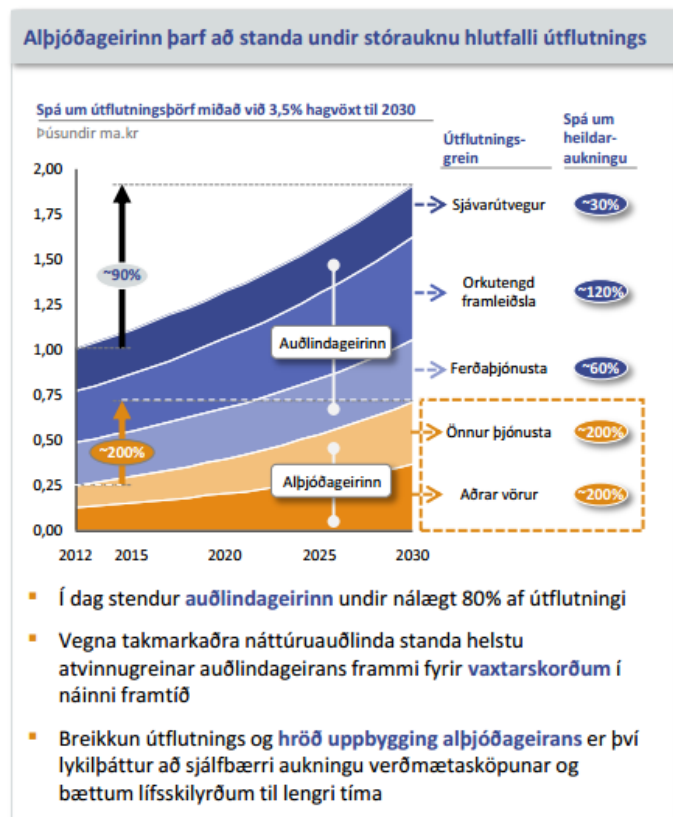 Alþjóðageirinn þarf að standa undir stórauknu hlutfalli útflutnings
Spá um útflutningsþörf miðað við 3,5% hagvöxt til 2030
Þúsundir ma.kr
Útflutnings-
grein
Spá um
heildar-
aukningu
2,00
1,75
1,50
1,25
1,00
0,75
0,50
0,25
0,00
2012
2015
2020
2025
2030
~90%
~200%
Auðlindageirinn
Alþjóðageirinn
Sjávarútvegur
~30%
Orkutengd
framleiðsla
~120%
Ferðaþjónusta
~60%
Önnur þjónusta
~200%
Aðrar vörur
~200%
Í dag stendur auðlindageirinn undir nálægt 80% af útflutningi
Vegna takmarkaðra náttúruauðlinda standa helstu
atvinnugreinar auðlindageirans frammi fyrir vaxtarskorðum í
náinni framtíð
Breikkun útflutnings og hröð uppbygging alþjóðageirans er því
lykilþáttur að sjálfbærri aukningu verðmætasköpunar og
bættum lífsskilyrðum til lengri tíma